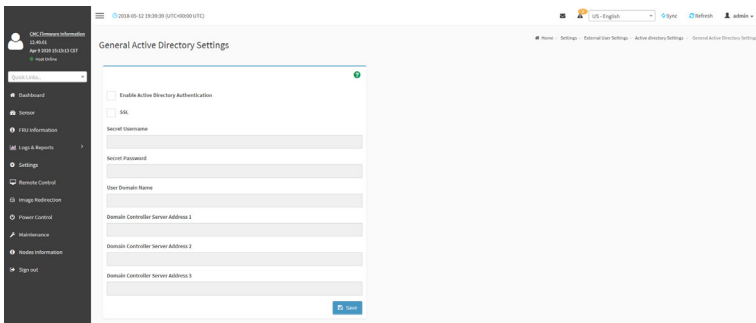 CMC Firmware Information
12.49.01
Apr 9 2020 15:15:13 CST
Host Online
Quick Links...
Dashboard
Sensor
FRU Information
Logs & Reports
Settings
Remote Control
Image Redirection
Power Control
Maintenance
Nodes Information
Sign out
2018-05-12 19:39:39 (UTC+00:00 UTC)
US - English
Sync
Refresh
admin
General Active Directory Settings
Home - Settings - External User Settings - Active directory Settings - General Active Directory Settings
Enable Active Directory Authentication
SSL
Secret Username
Secret Password
User Domain Name
Domain Controller Server Address 1
Domain Controller Server Address 2
Domain Controller Server Address 3
Save